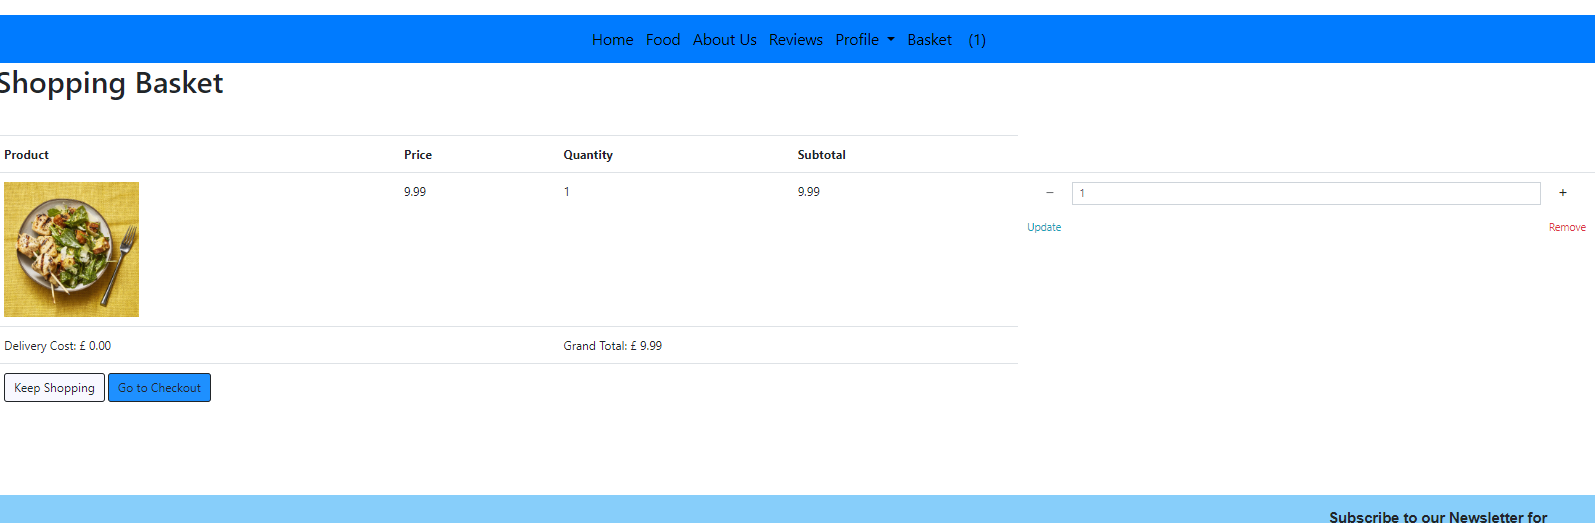 Home Food About Us Reviews Profile Basket (1)
Shopping Basket
Product Price Quantity Subtotal
9.99 1 9.99 − 1 +
Update Remove
Delivery Cost: £ 0.00 Grand Total: £ 9.99
Keep Shopping Go to Checkout
Subscribe to our Newsletter for